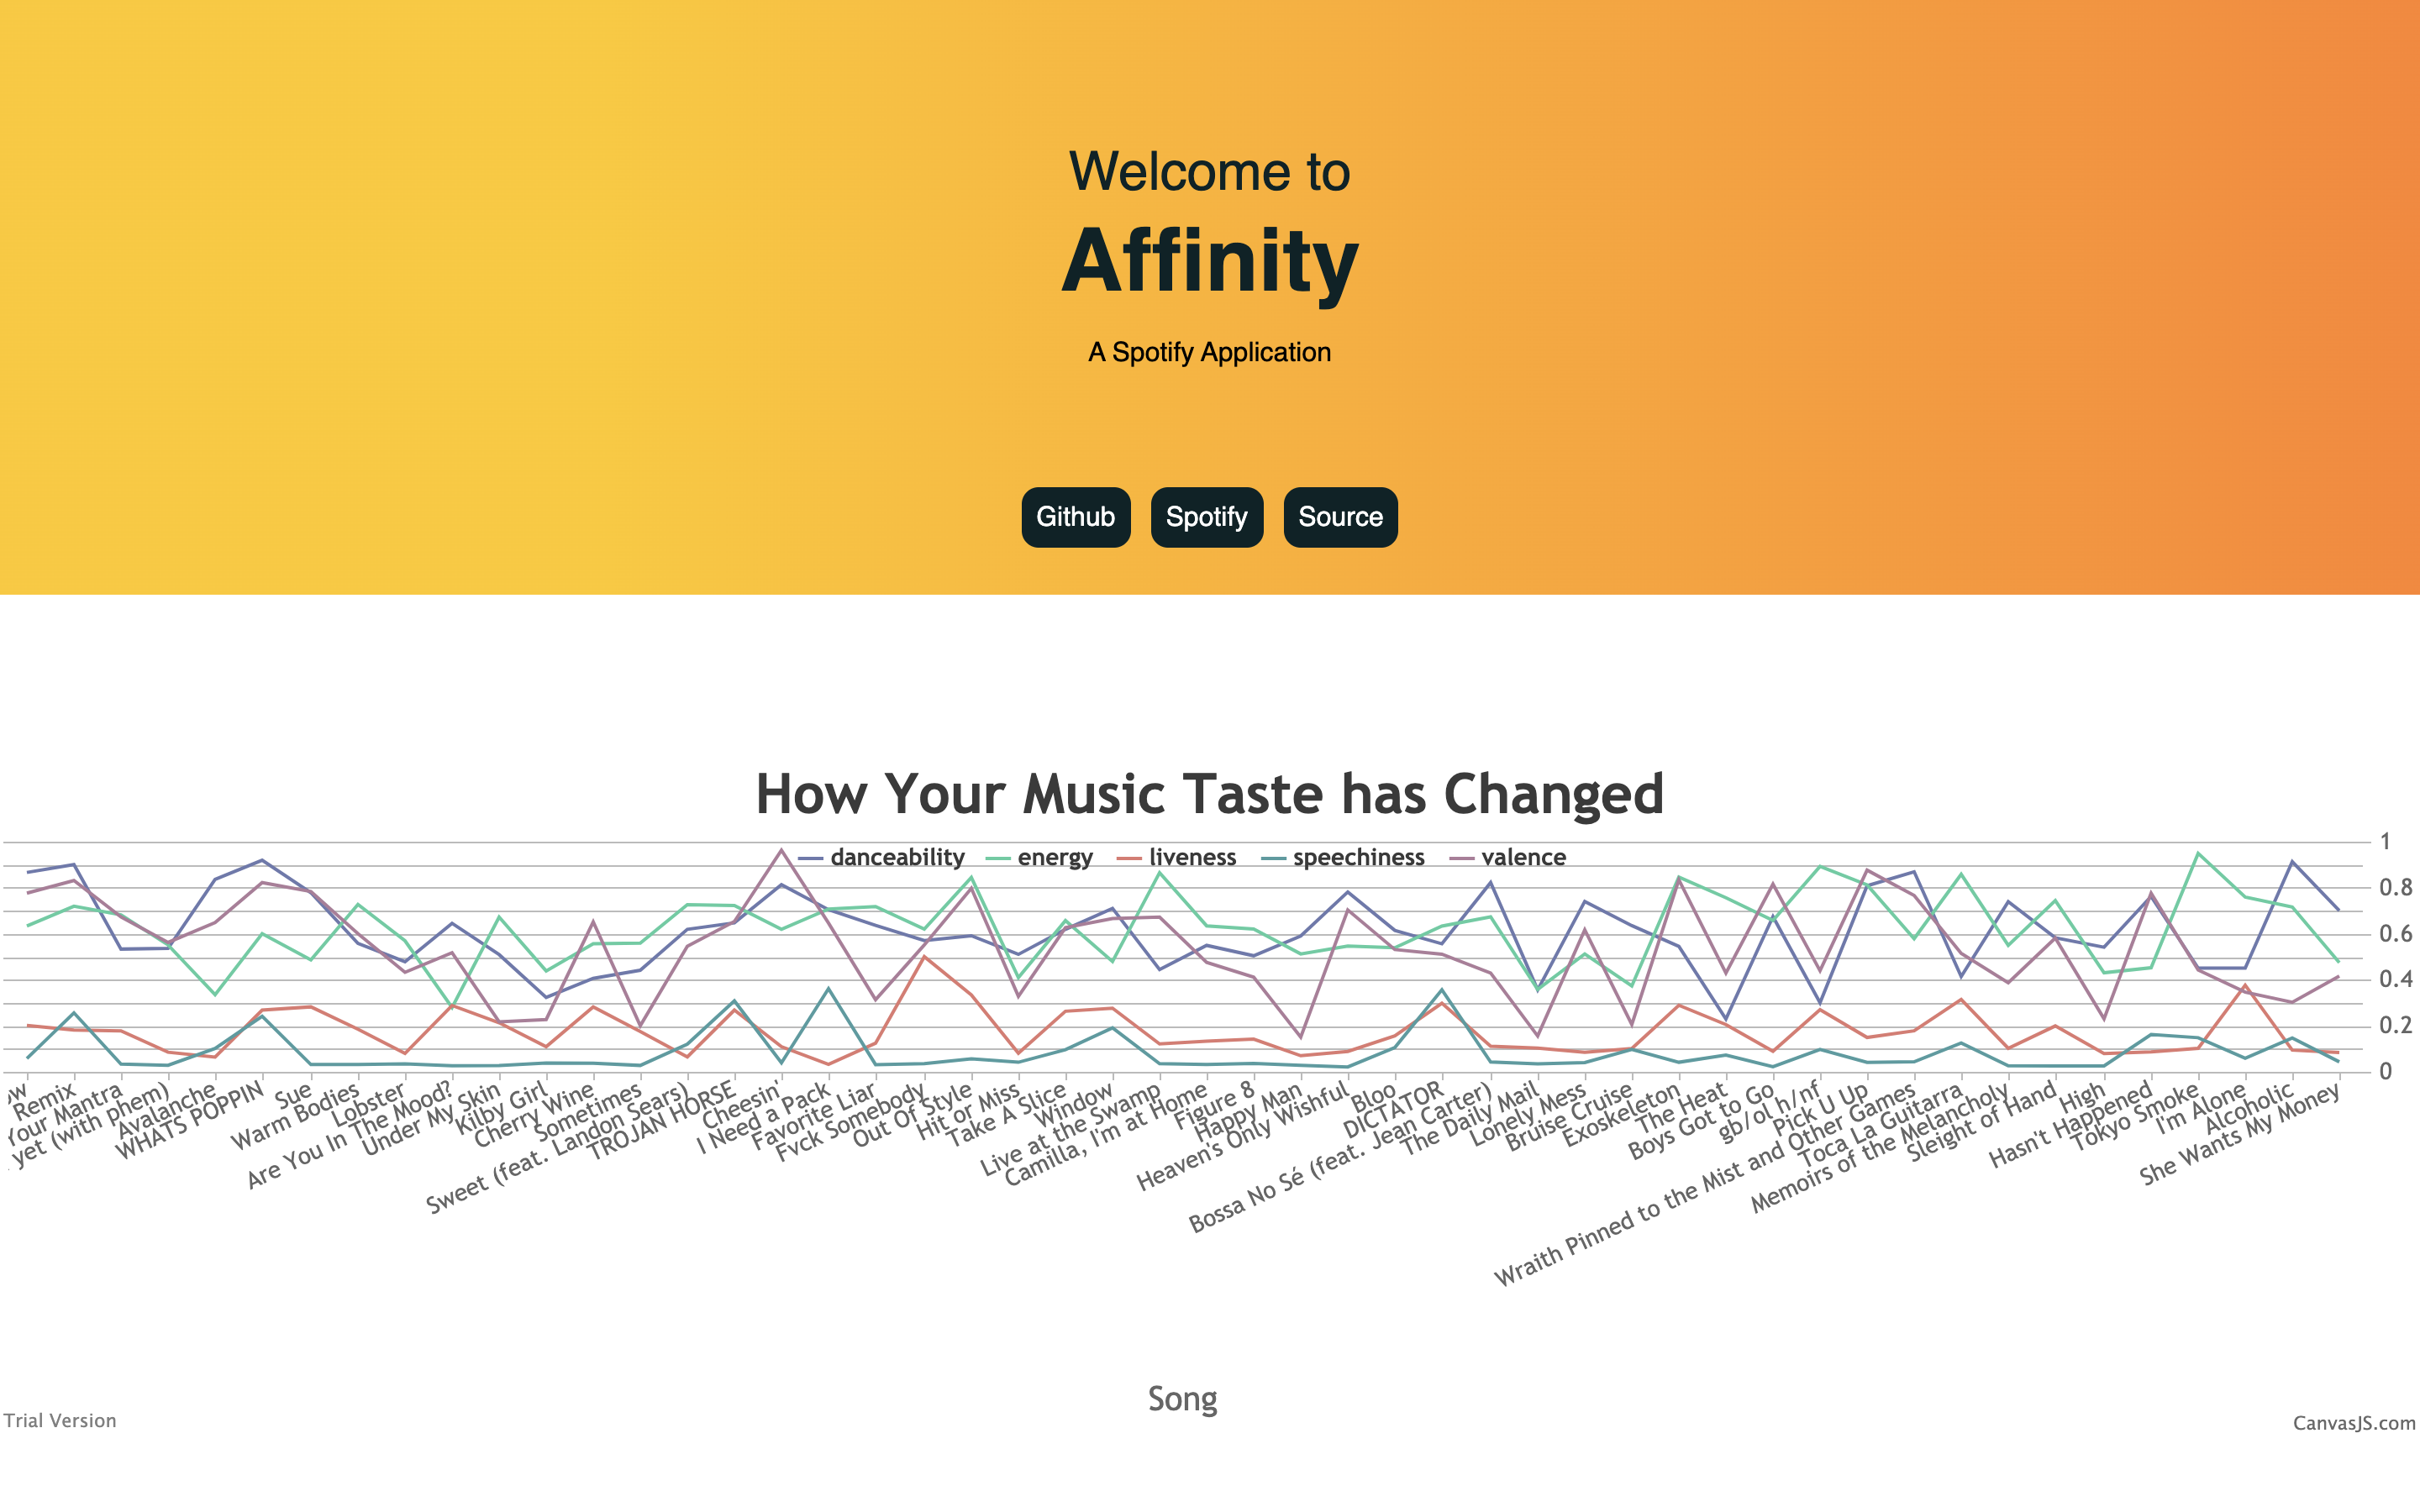 Welcome to
Affinity
A Spotify Application
Github Spotify Source
How Your Music Taste has Changed
danceability energy liveness speechiness valence
1
0.8
0.6
0.4
0.2
0
Remix
Your Mantra
yet (with phem)
Avalanche
WHATS POPPIN
Sue
Warm Bodies
Lobster
Are You In The Mood?
Under My Skin
Kilby Girl
Cherry Wine
Sometimes
Sweet (feat. Landon Sears)
TROJAN HORSE
Cheesin'
I Need a Pack
Favorite Liar
Fvck Somebody
Out Of Style
Hit or Miss
Take A Slice
Window
Live at the Swamp
Camilla, I'm at Home
Figure 8
Happy Man
Heaven's Only Wishful
Bloo
DICTATOR
Bossa No Sé (feat. Jean Carter)
The Daily Mail
Lonely Mess
Bruise Cruise
Exoskeleton
The Heat
Boys Got to Go
gb/ol h/nf
Pick U Up
Wraith Pinned to the Mist and Other Games
Toca La Guitarra
Memoirs of the Melancholy
Sleight of Hand
High
Hasn't Happened
Tokyo Smoke
I'm Alone
Alcoholic
She Wants My Money
Song
Trial Version
CanvasJS.com